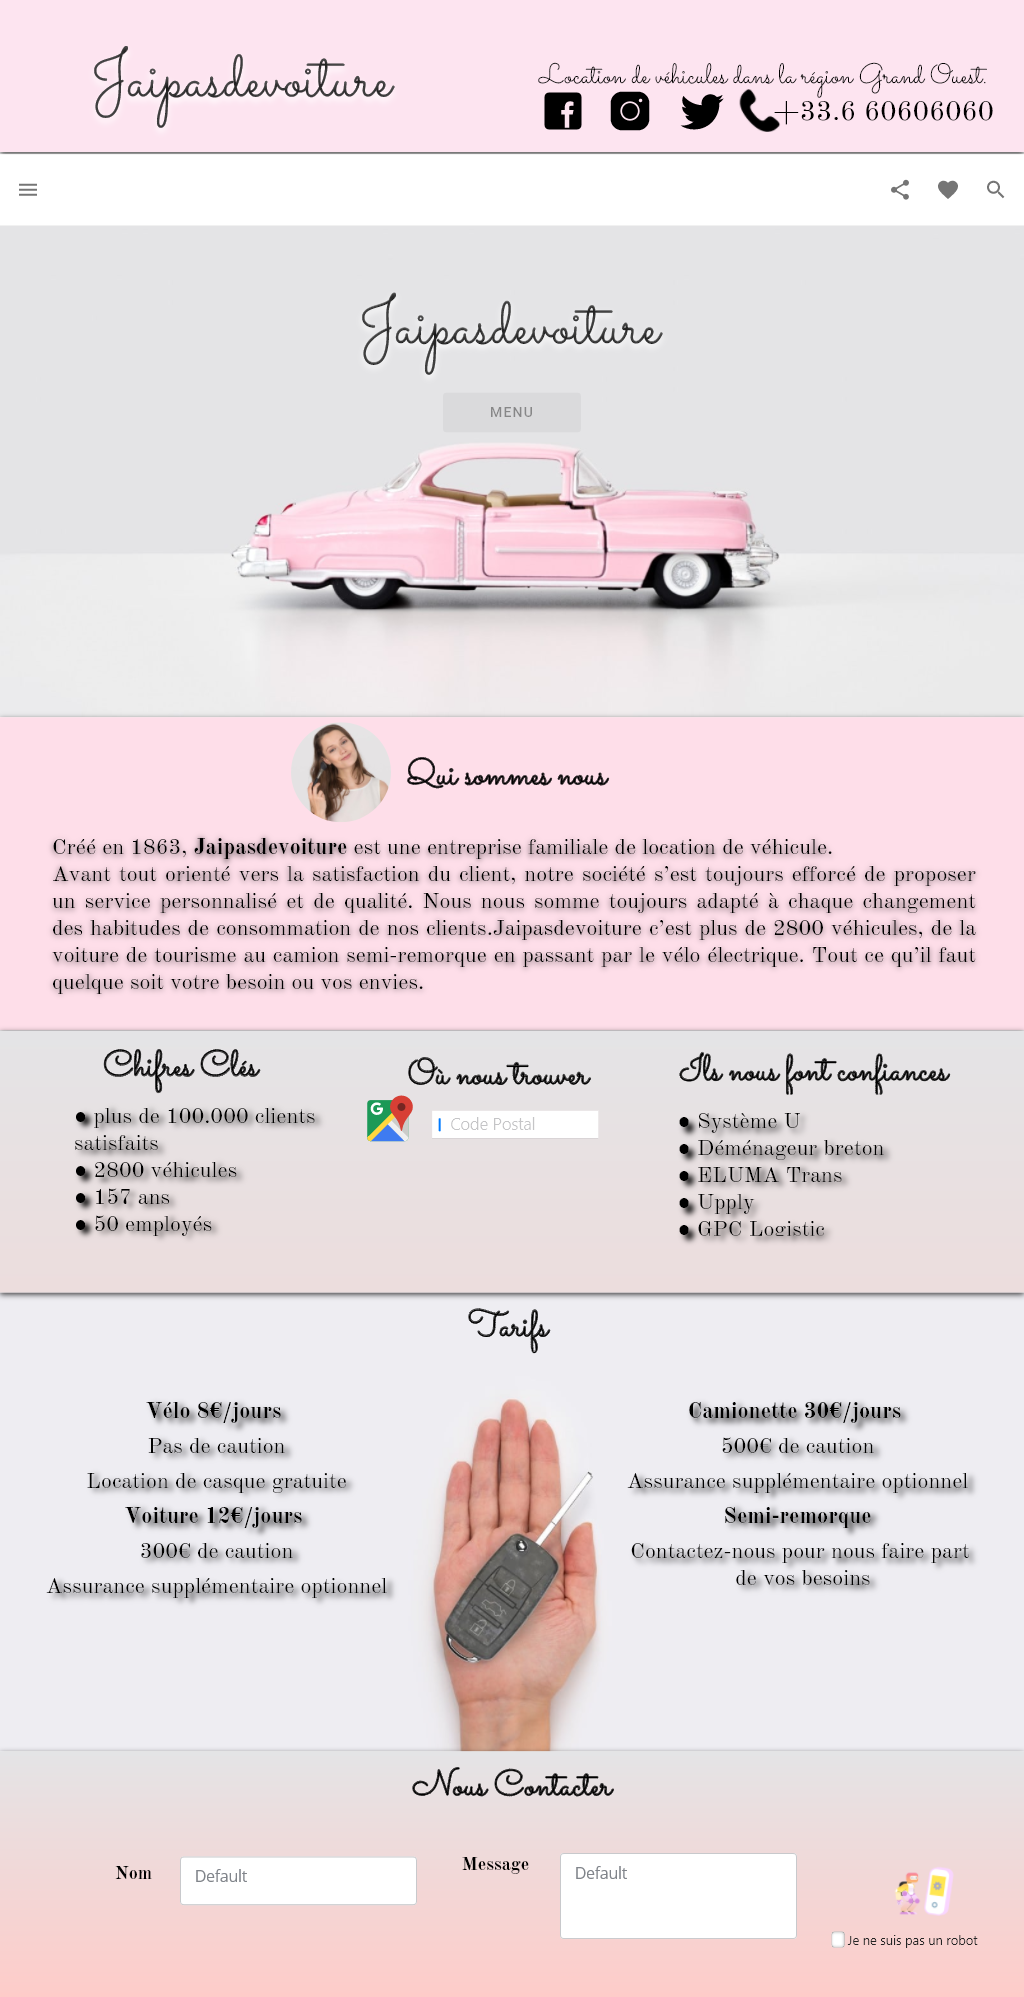 Jaipasdevoiture
Location de véhicules dans la région Grand Ouest.
+33.6 60606060
Jaipasdevoiture
MENU
Qui sommes nous
Créé en 1863, Jaipasdevoiture est une entreprise familiale de location de véhicule.
Avant tout orienté vers la satisfaction du client, notre société s'est toujours efforcé de proposer
un service personnalisé et de qualité. Nous nous somme toujours adapté à chaque changement
des habitudes de consommation de nos clients.Jaipasdevoiture c'est plus de 2800 véhicules, de la
voiture de tourisme au camion semi-remorque en passant par le vélo électrique. Tout ce qu'il faut
quelque soit votre besoin ou vos envies.
Chifres Clés
● plus de 100.000 clients
satisfaits
● 2800 véhicules
● 157 ans
● 50 employés
Où nous trouver
G
Code Postal
Ils nous font confiances
● Système U
● Déménageur breton
● ELUMA Trans
● Upply
● GPC Logistic
Tarifs
Vélo 8€/jours
Pas de caution
Location de casque gratuite
Voiture 12€/jours
300€ de caution
Assurance supplémentaire optionnel
Camionette 30€/jours
500€ de caution
Assurance supplémentaire optionnel
Semi-remorque
Contactez-nous pour nous faire part
de vos besoins
Nous Contacter
Nom
Default
Message
Default
Je ne suis pas un robot